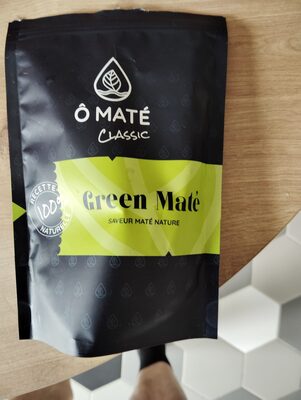 Ô MATÉ
CLASSIC
Green Maté
SAVEUR MATÉ NATURE
RECETTE
100%
NATURELLE